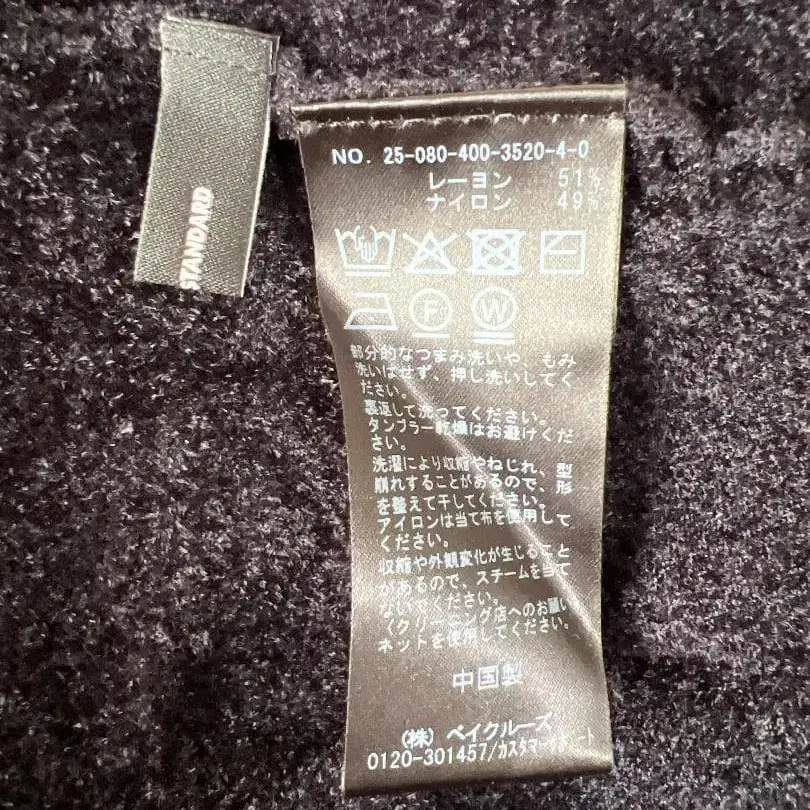 STANDARD
NO. 25-080-400-3520-4-0
レーヨン 51%
ナイロン 49%
F W
部分的なつまみ洗いや、もみ
洗いはせず、押し洗いしてく
ださい。
裏返して洗ってください。
タンブラー乾燥はお避けくだ
さい。
洗濯により収縮やねじれ、型
崩れすることがあるので、形
を整えて干してください。
アイロンは当て布を使用して
ください。
収縮や外観変化が生じること
があるので、スチームを当て
ないでください。
〈クリーニング店へのお願い
ネットを使用してください。
中国製
(株) ベイクルーズ
0120-301457/カスタマーサポート